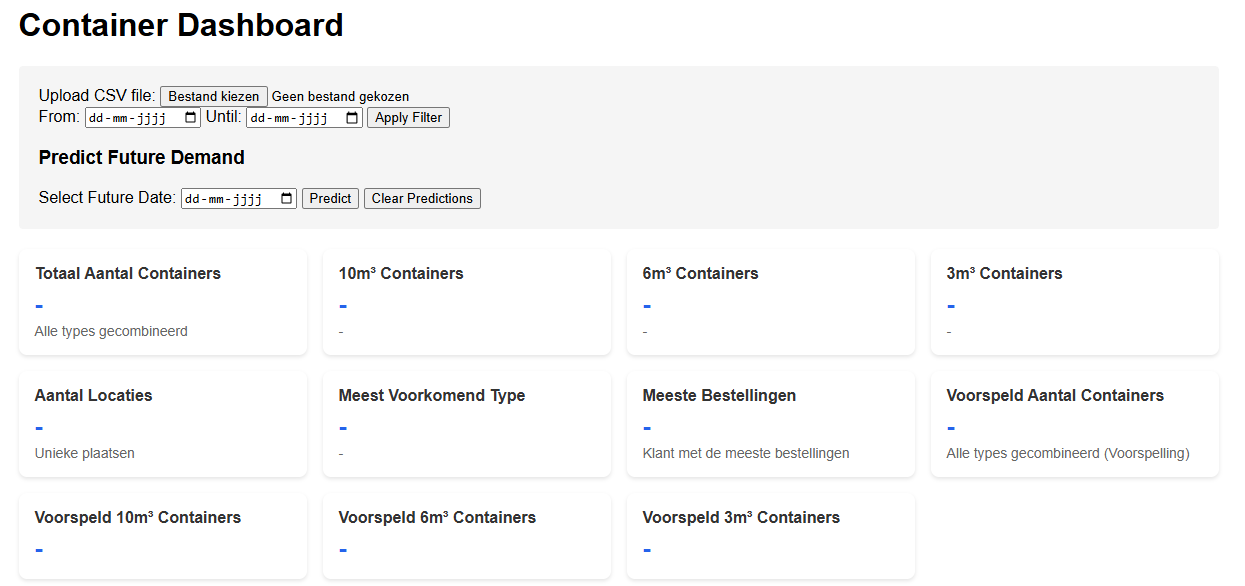 Container Dashboard
Upload CSV file: Bestand kiezen Geen bestand gekozen
From: dd-mm-jjjj Until: dd-mm-jjjj Apply Filter
Predict Future Demand
Select Future Date: dd-mm-jjjj Predict Clear Predictions
Totaal Aantal Containers
-
Alle types gecombineerd
10m³ Containers
-
-
6m³ Containers
-
-
3m³ Containers
-
-
Aantal Locaties
-
Unieke plaatsen
Meest Voorkomend Type
-
-
Meeste Bestellingen
-
Klant met de meeste bestellingen
Voorspeld Aantal Containers
-
Alle types gecombineerd (Voorspelling)
Voorspeld 10m³ Containers
-
Voorspeld 6m³ Containers
-
Voorspeld 3m³ Containers
-